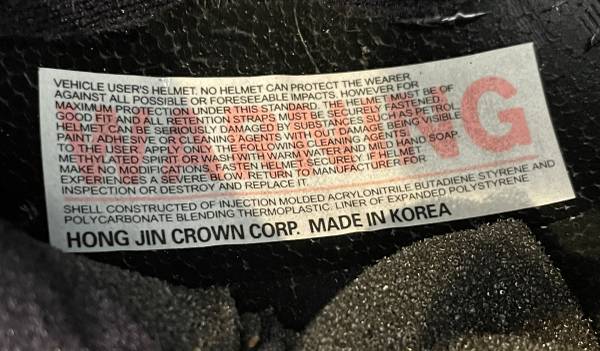 WARNING
VEHICLE USER'S HELMET. NO HELMET CAN PROTECT THE WEARER
AGAINST ALL POSSIBLE OR FORESEEABLE IMPACTS. HOWEVER FOR
MAXIMUM PROTECTION UNDER THIS STANDARD. THE HELMET MUST BE OF
GOOD FIT AND ALL RETENTION STRAPS MUST BE SECURELY FASTENED.
HELMET CAN BE SERIOUSLY DAMAGED BY SUBSTANCES SUCH AS PETROL.
PAINT. ADHESIVE OR CLEANING AGENTS WITH OUT DAMAGE BEING VISIBLE
TO THE USER. APPLY ONLY THE FOLLOWING CLEANING AGENTS.
METHYLATED SPIRIT OR WASH WITH WARM WATER AND MILD HAND SOAP.
MAKE NO MODIFICATIONS. FASTEN HELMET SECURELY. IF HELMET
EXPERIENCES A SEVERE BLOW RETURN TO MANUFACTURER FOR
INSPECTION OR DESTROY AND REPLACE IT.
SHELL CONSTRUCTED OF INJECTION MOLDED ACRYLONITRILE BUTADIENE STYRENE AND
POLYCARBONATE BLENDING THERMOPLASTIC. LINER OF EXPANDED POLYSTYRENE
HONG JIN CROWN CORP. MADE IN KOREA